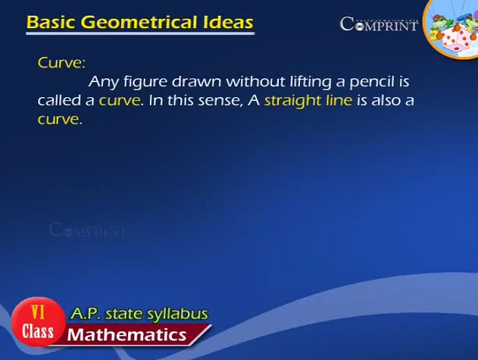 Basic Geometrical Ideas
COMPRINT
Curve:
Any figure drawn without lifting a pencil is
called a curve. In this sense, A straight line is also a
curve.
COMPRINT
VI
Class
A.P. state syllabus
Mathematics